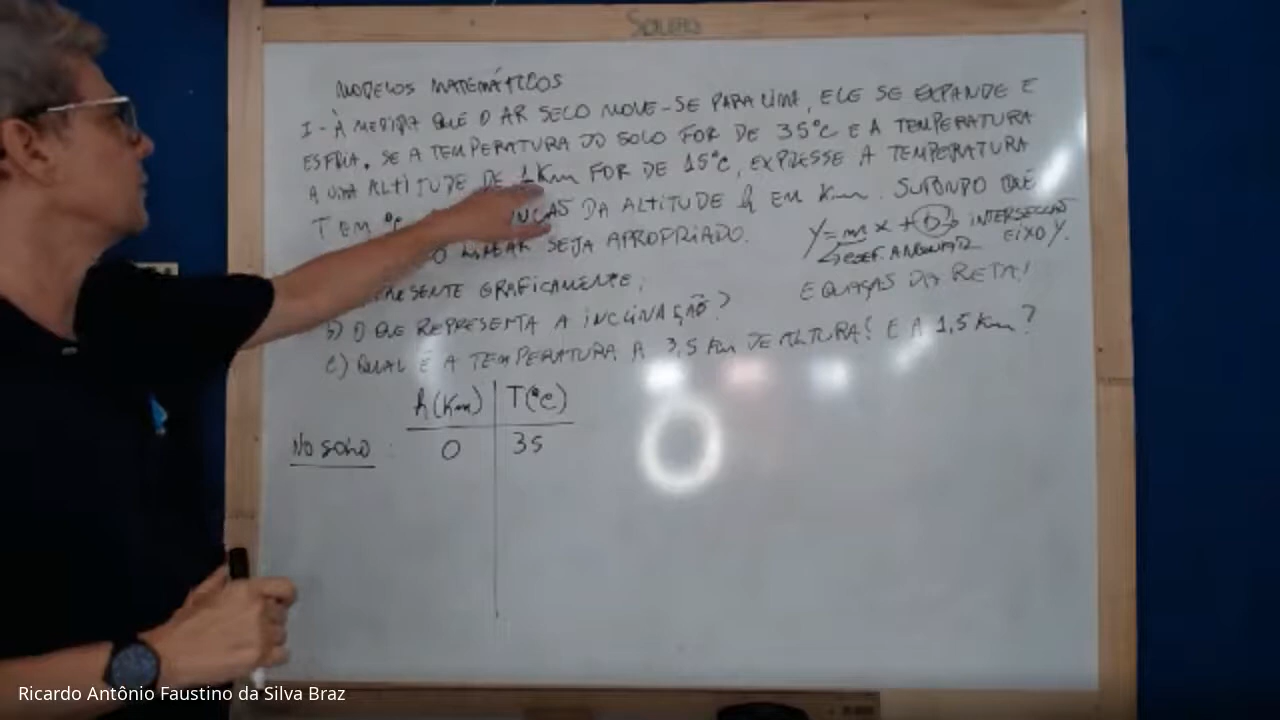 MODELOS MATEMÁTICOS
1 - À MEDIDA QUE O AR SECO MOVE-SE PARA CIMA, ELE SE EXPANDE E
ESFRIA. SE A TEMPERATURA DO SOLO FOR DE 35°C E A TEMPERATURA
A UMA ALTITUDE DE 1Km FOR DE 15°C, EXPRESSE A TEMPERATURA
T EM °C DA ALTITUDE h EM Km. SUPONDO QUE
LINEAR SEJA APROPRIADO.
GRAFICAMENTE;
b) O QUE REPRESENTA A INCLINAÇÃO?
c) QUAL É A TEMPERATURA A 3,5 Km DE ALTURA? E A 1,5 Km?
Y = mx + b → INTERSECÇÃO
EIXO Y.
COEF. ANGULAR
EQUAÇÃO DA RETA!
h(Km) T(°C)
NO SOLO: 0 35
Ricardo Antônio Faustino da Silva Braz